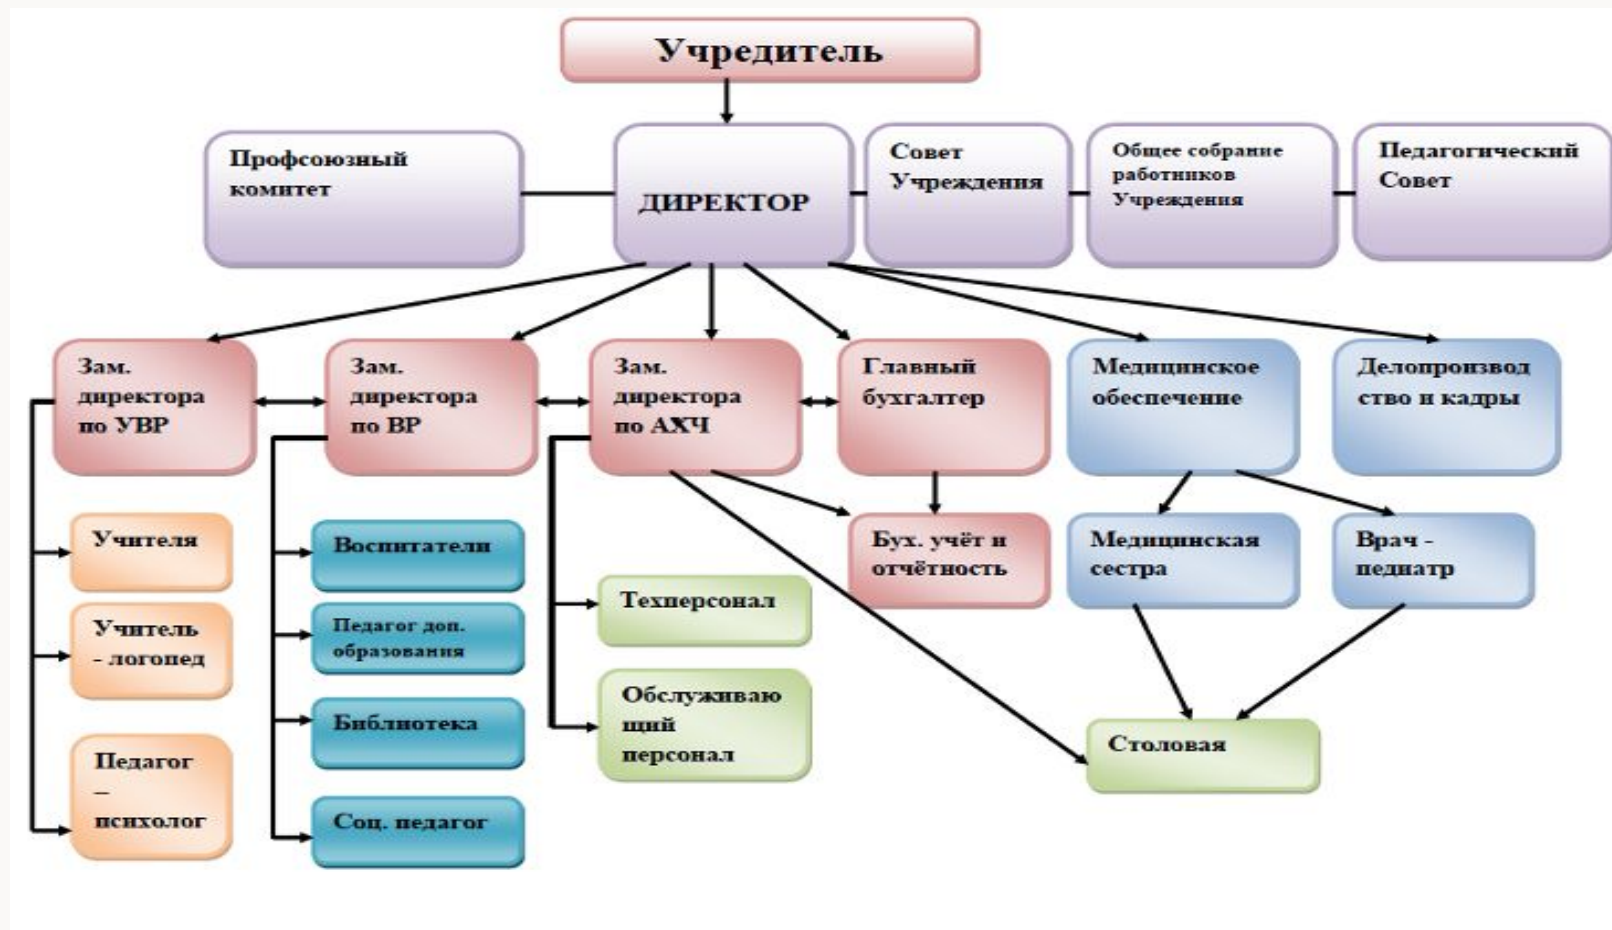 Учредитель
Профсоюзный
комитет
ДИРЕКТОР
Совет
Учреждения
Общее собрание
работников
Учреждения
Педагогический
Совет
Зам.
директора
по УВР
Зам.
директора
по ВР
Зам.
директора
по АХЧ
Главный
бухгалтер
Медицинское
обеспечение
Делопроизвод
ство и кадры
Учителя
Учитель
- логопед
Педагог
–
психолог
Воспитатели
Педагог доп.
образования
Библиотека
Соц. педагог
Техперсонал
Обслуживаю
щий
персонал
Бух. учёт и
отчётность
Медицинская
сестра
Врач -
педиатр
Столовая